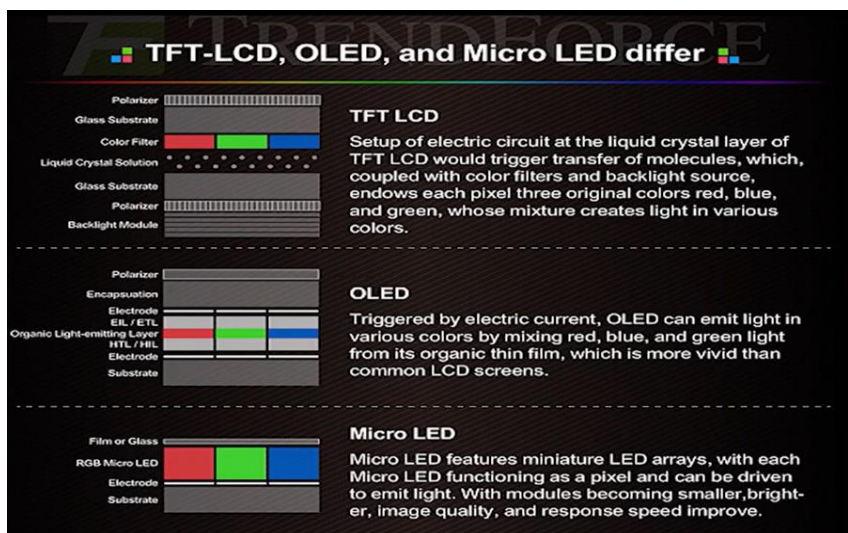 TRENDFORCE
TFT-LCD, OLED, and Micro LED differ
Polarizer
Glass Substrate
Color Filter
Liquid Crystal Solution
Glass Substrate
Polarizer
Backlight Module
TFT LCD
Setup of electric circuit at the liquid crystal layer of
TFT LCD would trigger transfer of molecules, which,
coupled with color filters and backlight source,
endows each pixel three original colors red, blue,
and green, whose mixture creates light in various
colors.
Polarizer
Encapsuation
Electrode
EIL / ETL
Organic Light-emitting Layer
HTL / HIL
Electrode
Substrate
OLED
Triggered by electric current, OLED can emit light in
various colors by mixing red, blue, and green light
from its organic thin film, which is more vivid than
common LCD screens.
Film or Glass
RGB Micro LED
Electrode
Substrate
Micro LED
Micro LED features miniature LED arrays, with each
Micro LED functioning as a pixel and can be driven
to emit light. With modules becoming smaller,bright-
er, image quality, and response speed improve.